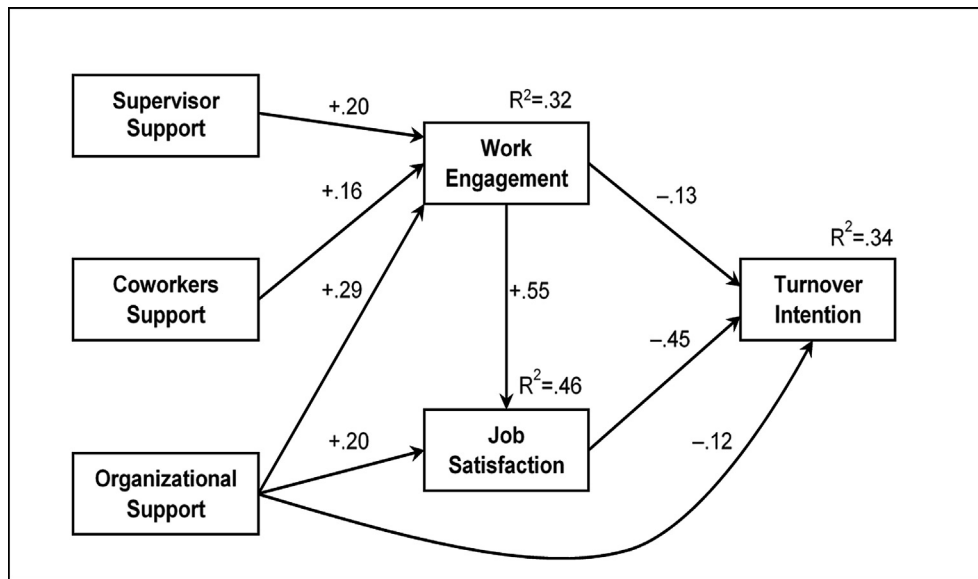 Supervisor
Support
+.20
R²=.32
Work
Engagement
+.16
–.13
R²=.34
Coworkers
Support
+.29
+.55
Turnover
Intention
–.45
R²=.46
Organizational
Support
+.20
Job
Satisfaction
–.12